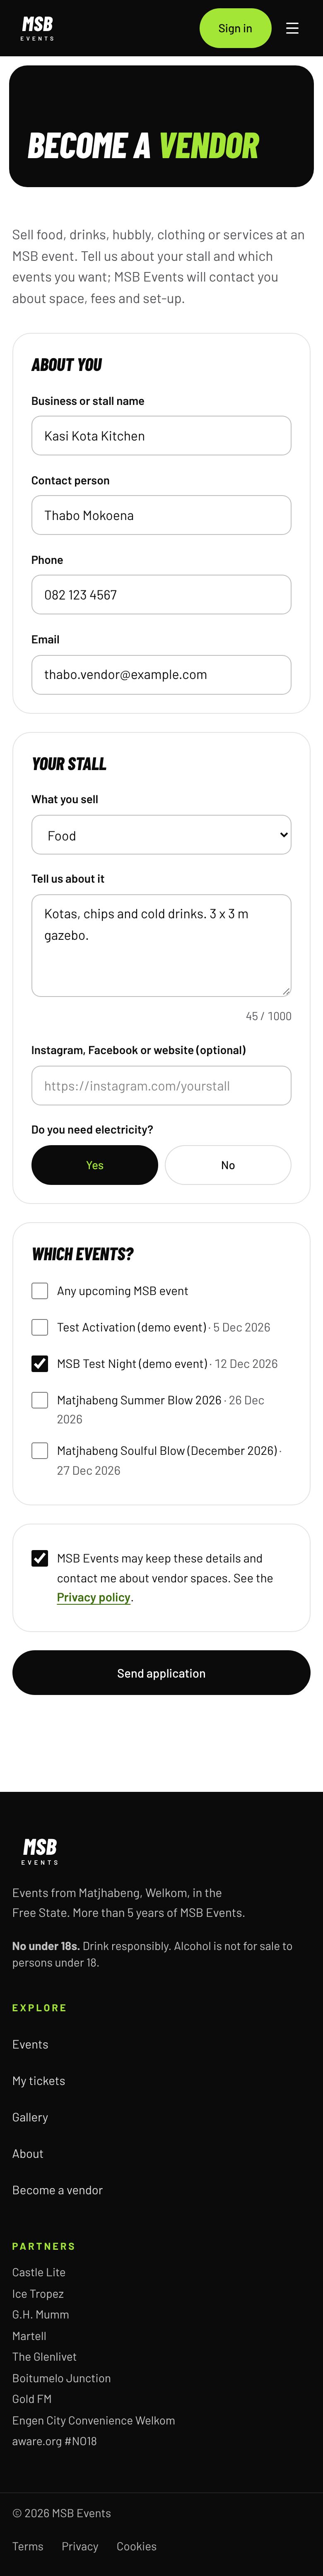 MSB
EVENTS
Sign in
BECOME A VENDOR
Sell food, drinks, hubbly, clothing or services at an
MSB event. Tell us about your stall and which
events you want; MSB Events will contact you
about space, fees and set-up.
ABOUT YOU
Business or stall name
Kasi Kota Kitchen
Contact person
Thabo Mokoena
Phone
082 123 4567
Email
thabo.vendor@example.com
YOUR STALL
What you sell
Food
Tell us about it
Kotas, chips and cold drinks. 3 x 3 m
gazebo.
45 / 1000
Instagram, Facebook or website (optional)
https://instagram.com/yourstall
Do you need electricity?
Yes
No
WHICH EVENTS?
Any upcoming MSB event
Test Activation (demo event) · 5 Dec 2026
MSB Test Night (demo event) · 12 Dec 2026
Matjhabeng Summer Blow 2026 · 26 Dec
2026
Matjhabeng Soulful Blow (December 2026) ·
27 Dec 2026
MSB Events may keep these details and
contact me about vendor spaces. See the
Privacy policy.
Send application
MSB
EVENTS
Events from Matjhabeng, Welkom, in the
Free State. More than 5 years of MSB Events.
No under 18s. Drink responsibly. Alcohol is not for sale to
persons under 18.
EXPLORE
Events
My tickets
Gallery
About
Become a vendor
PARTNERS
Castle Lite
Ice Tropez
G.H. Mumm
Martell
The Glenlivet
Boitumelo Junction
Gold FM
Engen City Convenience Welkom
aware.org #NO18
© 2026 MSB Events
Terms
Privacy
Cookies